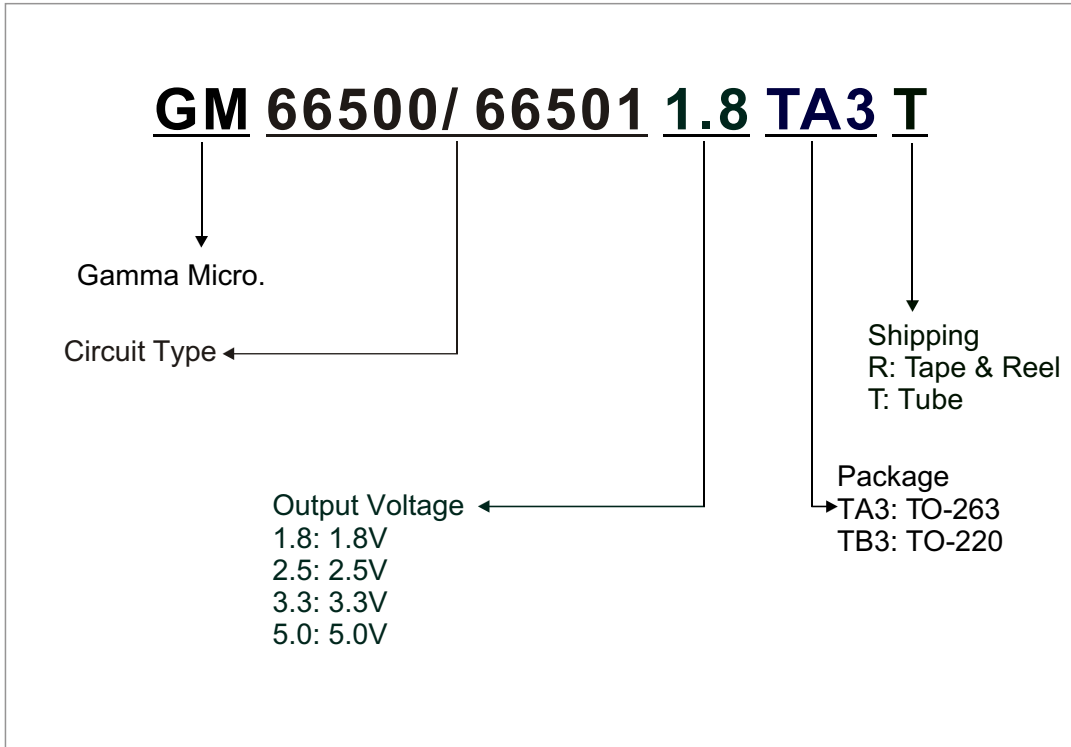 GM 66500/ 66501 1.8 TA3 T
Gamma Micro.
Circuit Type
Shipping
R: Tape & Reel
T: Tube
Package
TA3: TO-263
TB3: TO-220
Output Voltage
1.8: 1.8V
2.5: 2.5V
3.3: 3.3V
5.0: 5.0V